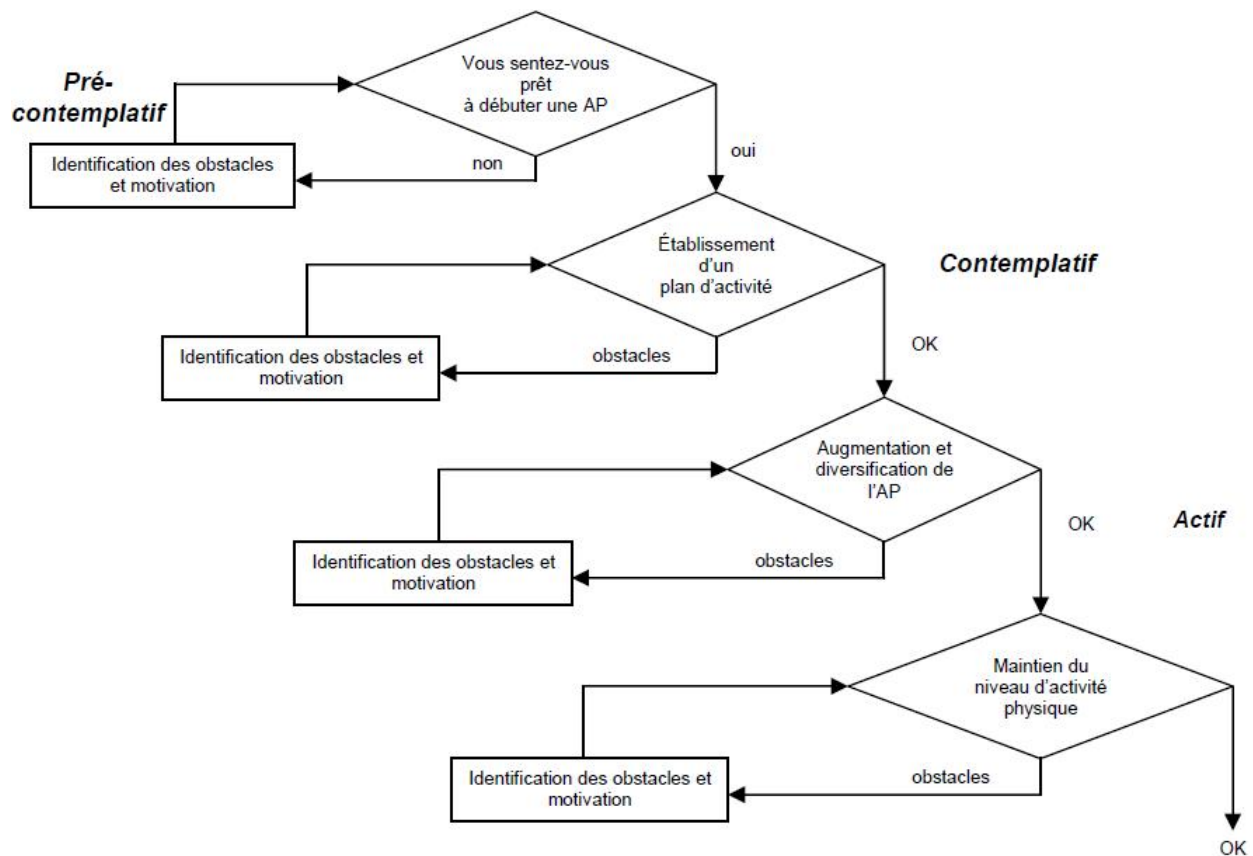 Vous sentez-vous
prêt
à débuter une AP
Pré-
contemplatif
Identification des obstacles
et motivation
non
oui
Établissement
d'un
plan d'activité
Contemplatif
Identification des obstacles et
motivation
obstacles
OK
Augmentation et
diversification de
l'AP
OK
Actif
Identification des obstacles et
motivation
obstacles
Maintien du
niveau d'activité
physique
Identification des obstacles et
motivation
obstacles
OK